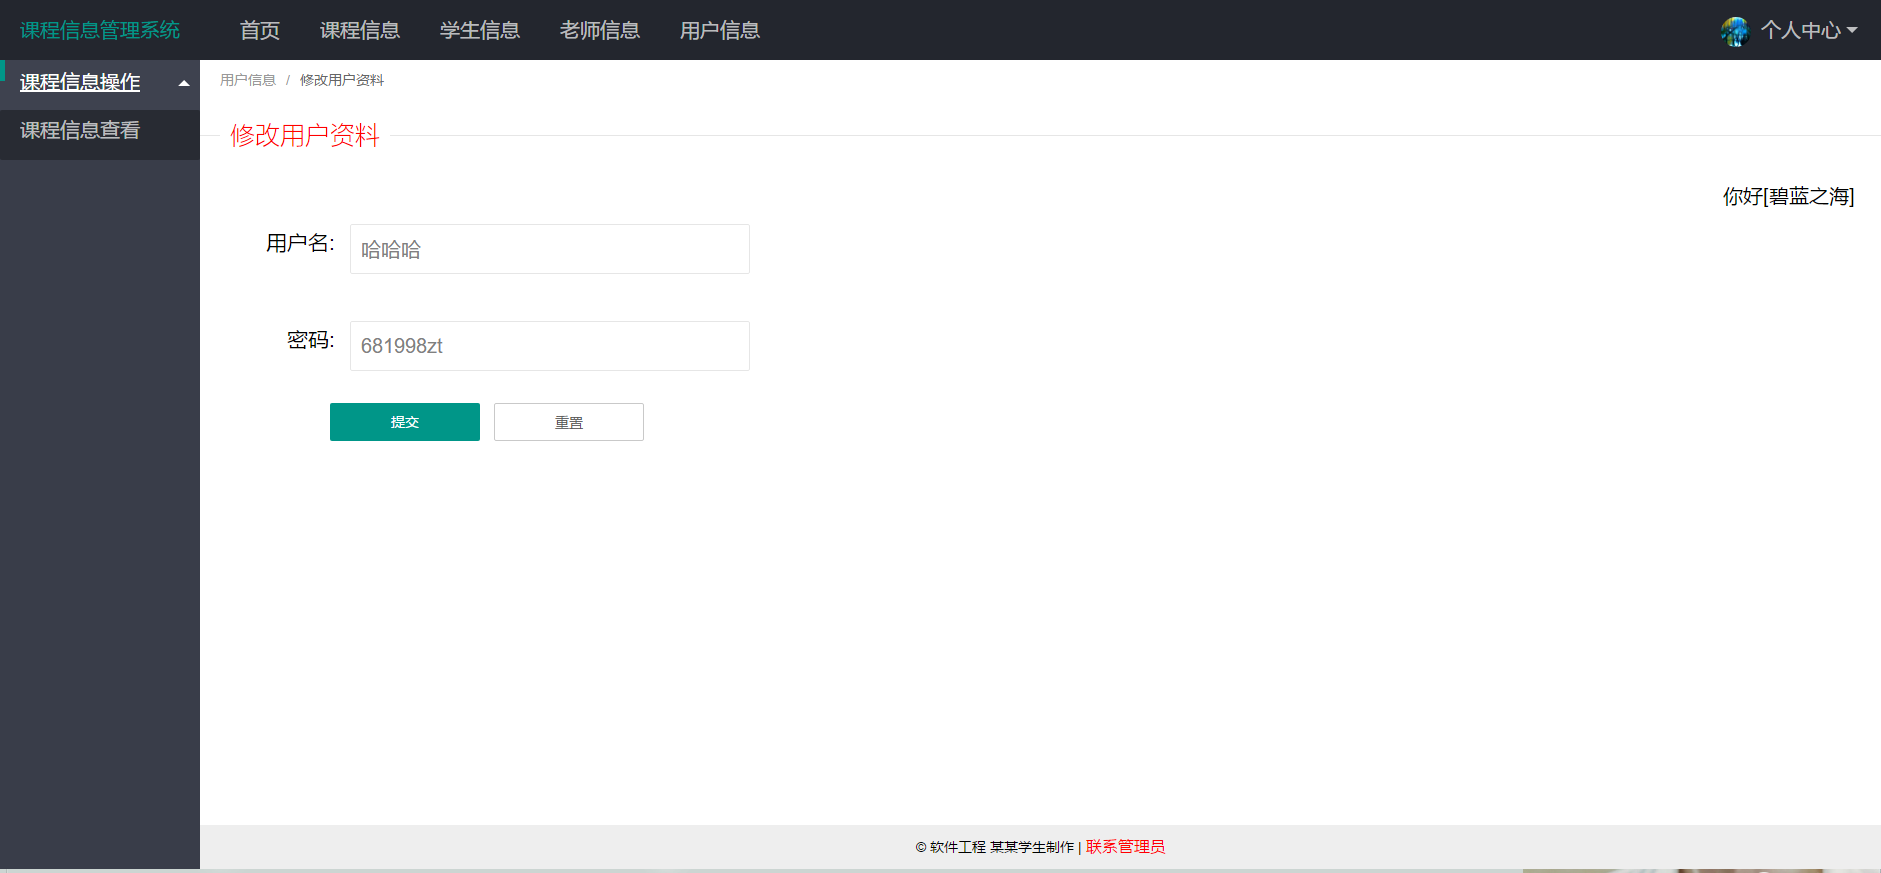 课程信息管理系统 首页 课程信息 学生信息 老师信息 用户信息 个人中心
课程信息操作
课程信息查看
用户信息 / 修改用户资料
修改用户资料
你好[碧蓝之海]
用户名: 哈哈哈
密码: 681998zt
提交 重置
© 软件工程 某某学生制作 | 联系管理员